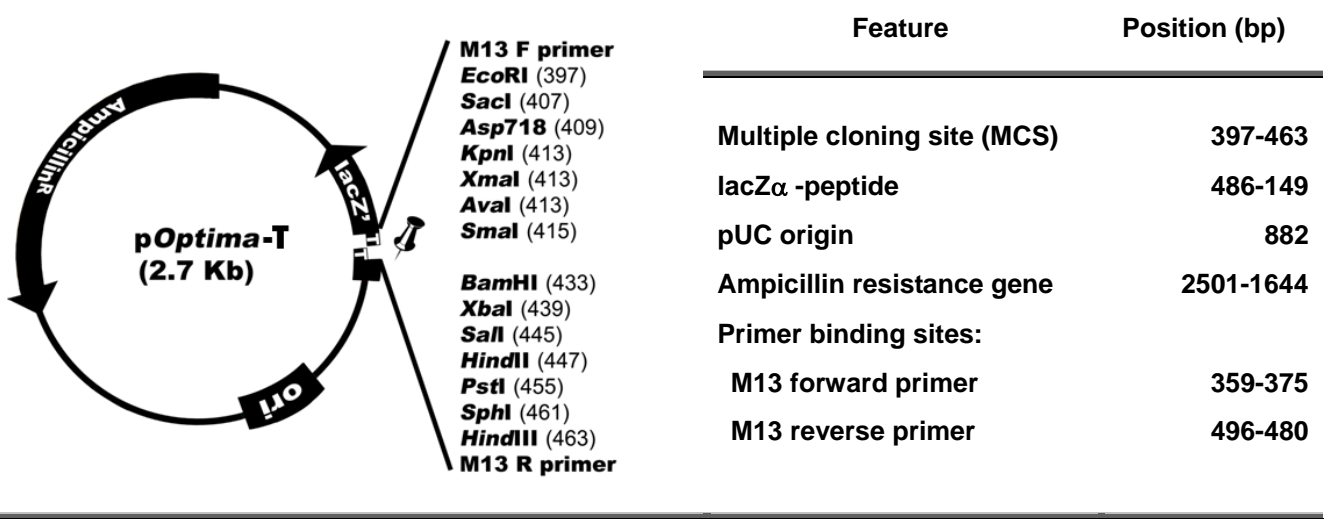 AmpicillinR
lacZ'
T
T
ori
pOptima-T
(2.7 Kb)
M13 F primer
EcoRI (397)
SacI (407)
Asp718 (409)
KpnI (413)
XmaI (413)
AvaI (413)
SmaI (415)
BamHI (433)
XbaI (439)
SalI (445)
HindII (447)
PstI (455)
SphI (461)
HindIII (463)
M13 R primer
Feature Position (bp)
Multiple cloning site (MCS) 397-463
lacZα -peptide 486-149
pUC origin 882
Ampicillin resistance gene 2501-1644
Primer binding sites:
M13 forward primer 359-375
M13 reverse primer 496-480